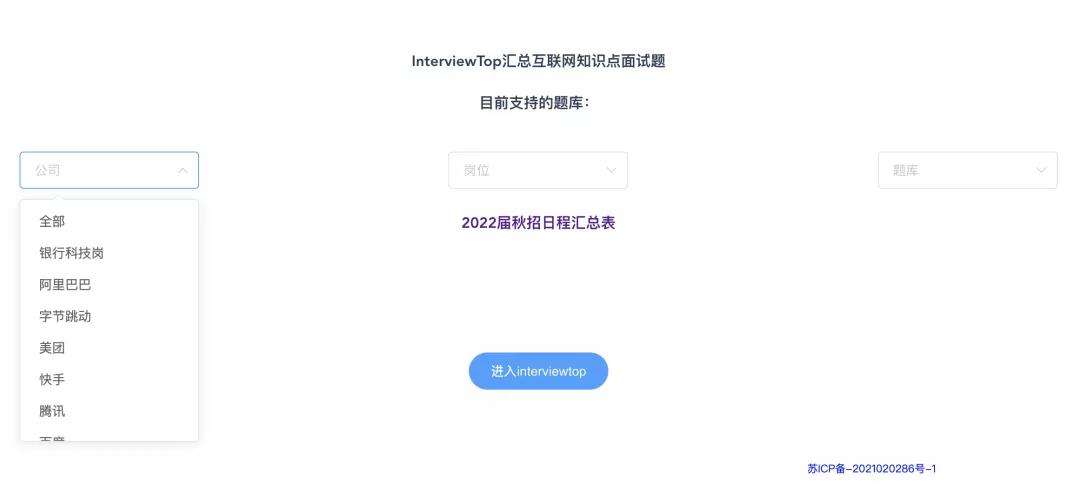 InterviewTop汇总互联网知识点面试题
目前支持的题库：
公司
岗位
题库
2022届秋招日程汇总表
全部
银行科技岗
阿里巴巴
字节跳动
美团
快手
腾讯
百度
进入interviewtop
苏ICP备-2021020286号-1